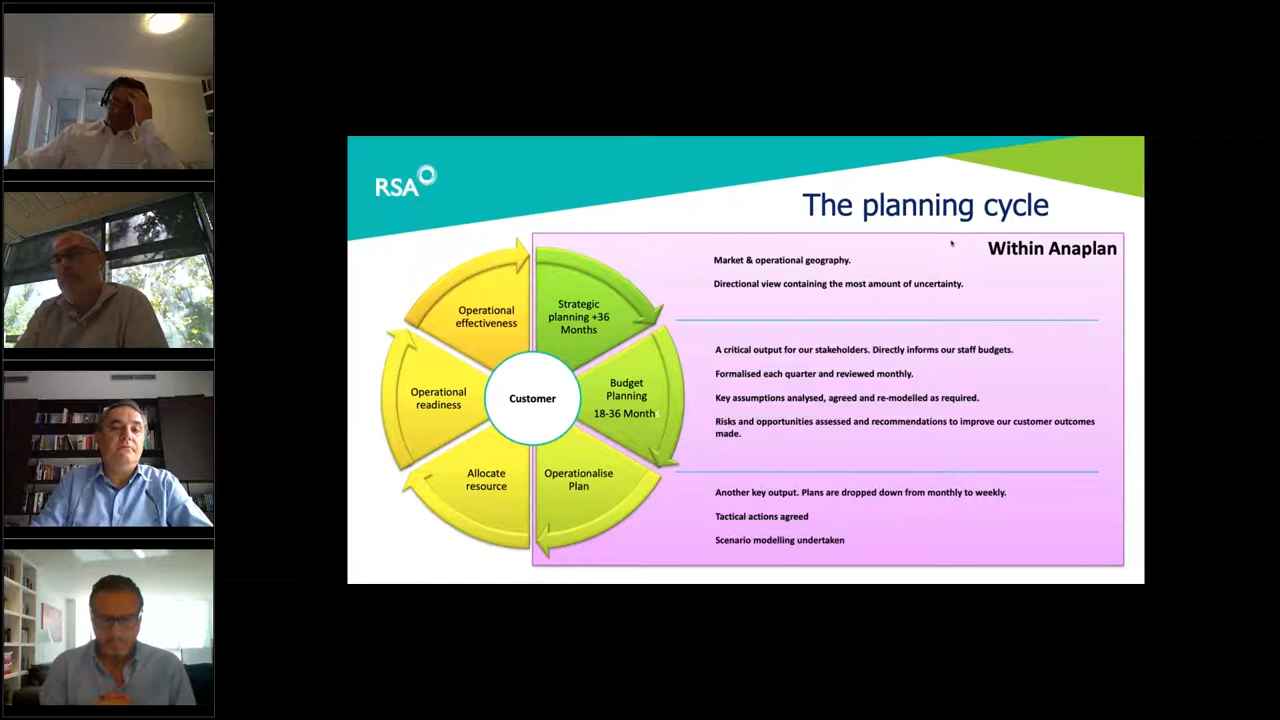 RSA
The planning cycle
Within Anaplan
Market & operational geography.
Directional view containing the most amount of uncertainty.
A critical output for our stakeholders. Directly informs our staff budgets.
Formalised each quarter and reviewed monthly.
Key assumptions analysed, agreed and re-modelled as required.
Risks and opportunities assessed and recommendations to improve our customer outcomes
made.
Another key output. Plans are dropped down from monthly to weekly.
Tactical actions agreed
Scenario modelling undertaken
Strategic
planning +36
Months
Budget
Planning
18-36 Months
Operationalise
Plan
Allocate
resource
Operational
readiness
Operational
effectiveness
Customer